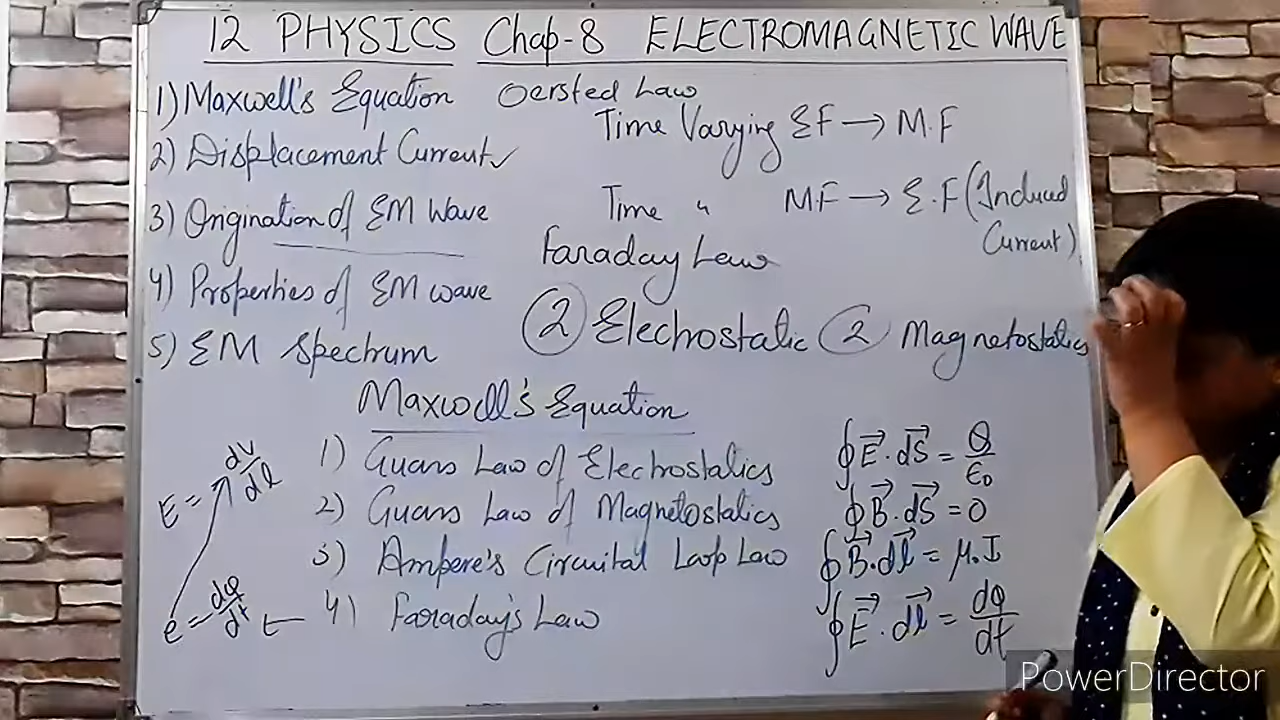 12 PHYSICS Chap-8 ELECTROMAGNETIC WAVE
1) Maxwell's Equation Oersted Law
Time Varying EF → M.F
2) Displacement Current ✓
3) Origination of EM Wave
Time " MF → E.F (Induced Current)
Faraday Law
4) Properties of EM wave
② Electrostatic ② Magnetostatics
5) EM Spectrum
Maxwell's Equation
1) Guass Law of Electrostatics ∮E⃗.dS⃗ = Q/ε0
2) Guass Law of Magnetostatics ∮B⃗.dS⃗ = 0
3) Ampere's Circuital Loop Law ∮B⃗.dl⃗ = μ0I
4) Faraday's Law ∮E⃗.dl⃗ = dφ/dt
E = dV/dl
e = dφ/dt
PowerDirector